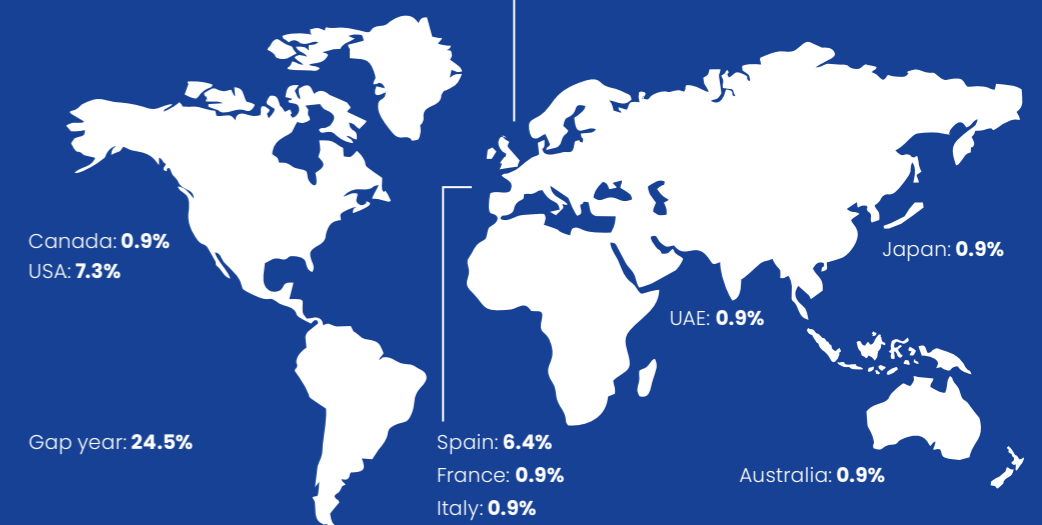 Canada: 0.9%
USA: 7.3%
Japan: 0.9%
UAE: 0.9%
Gap year: 24.5%
Spain: 6.4%
France: 0.9%
Italy: 0.9%
Australia: 0.9%